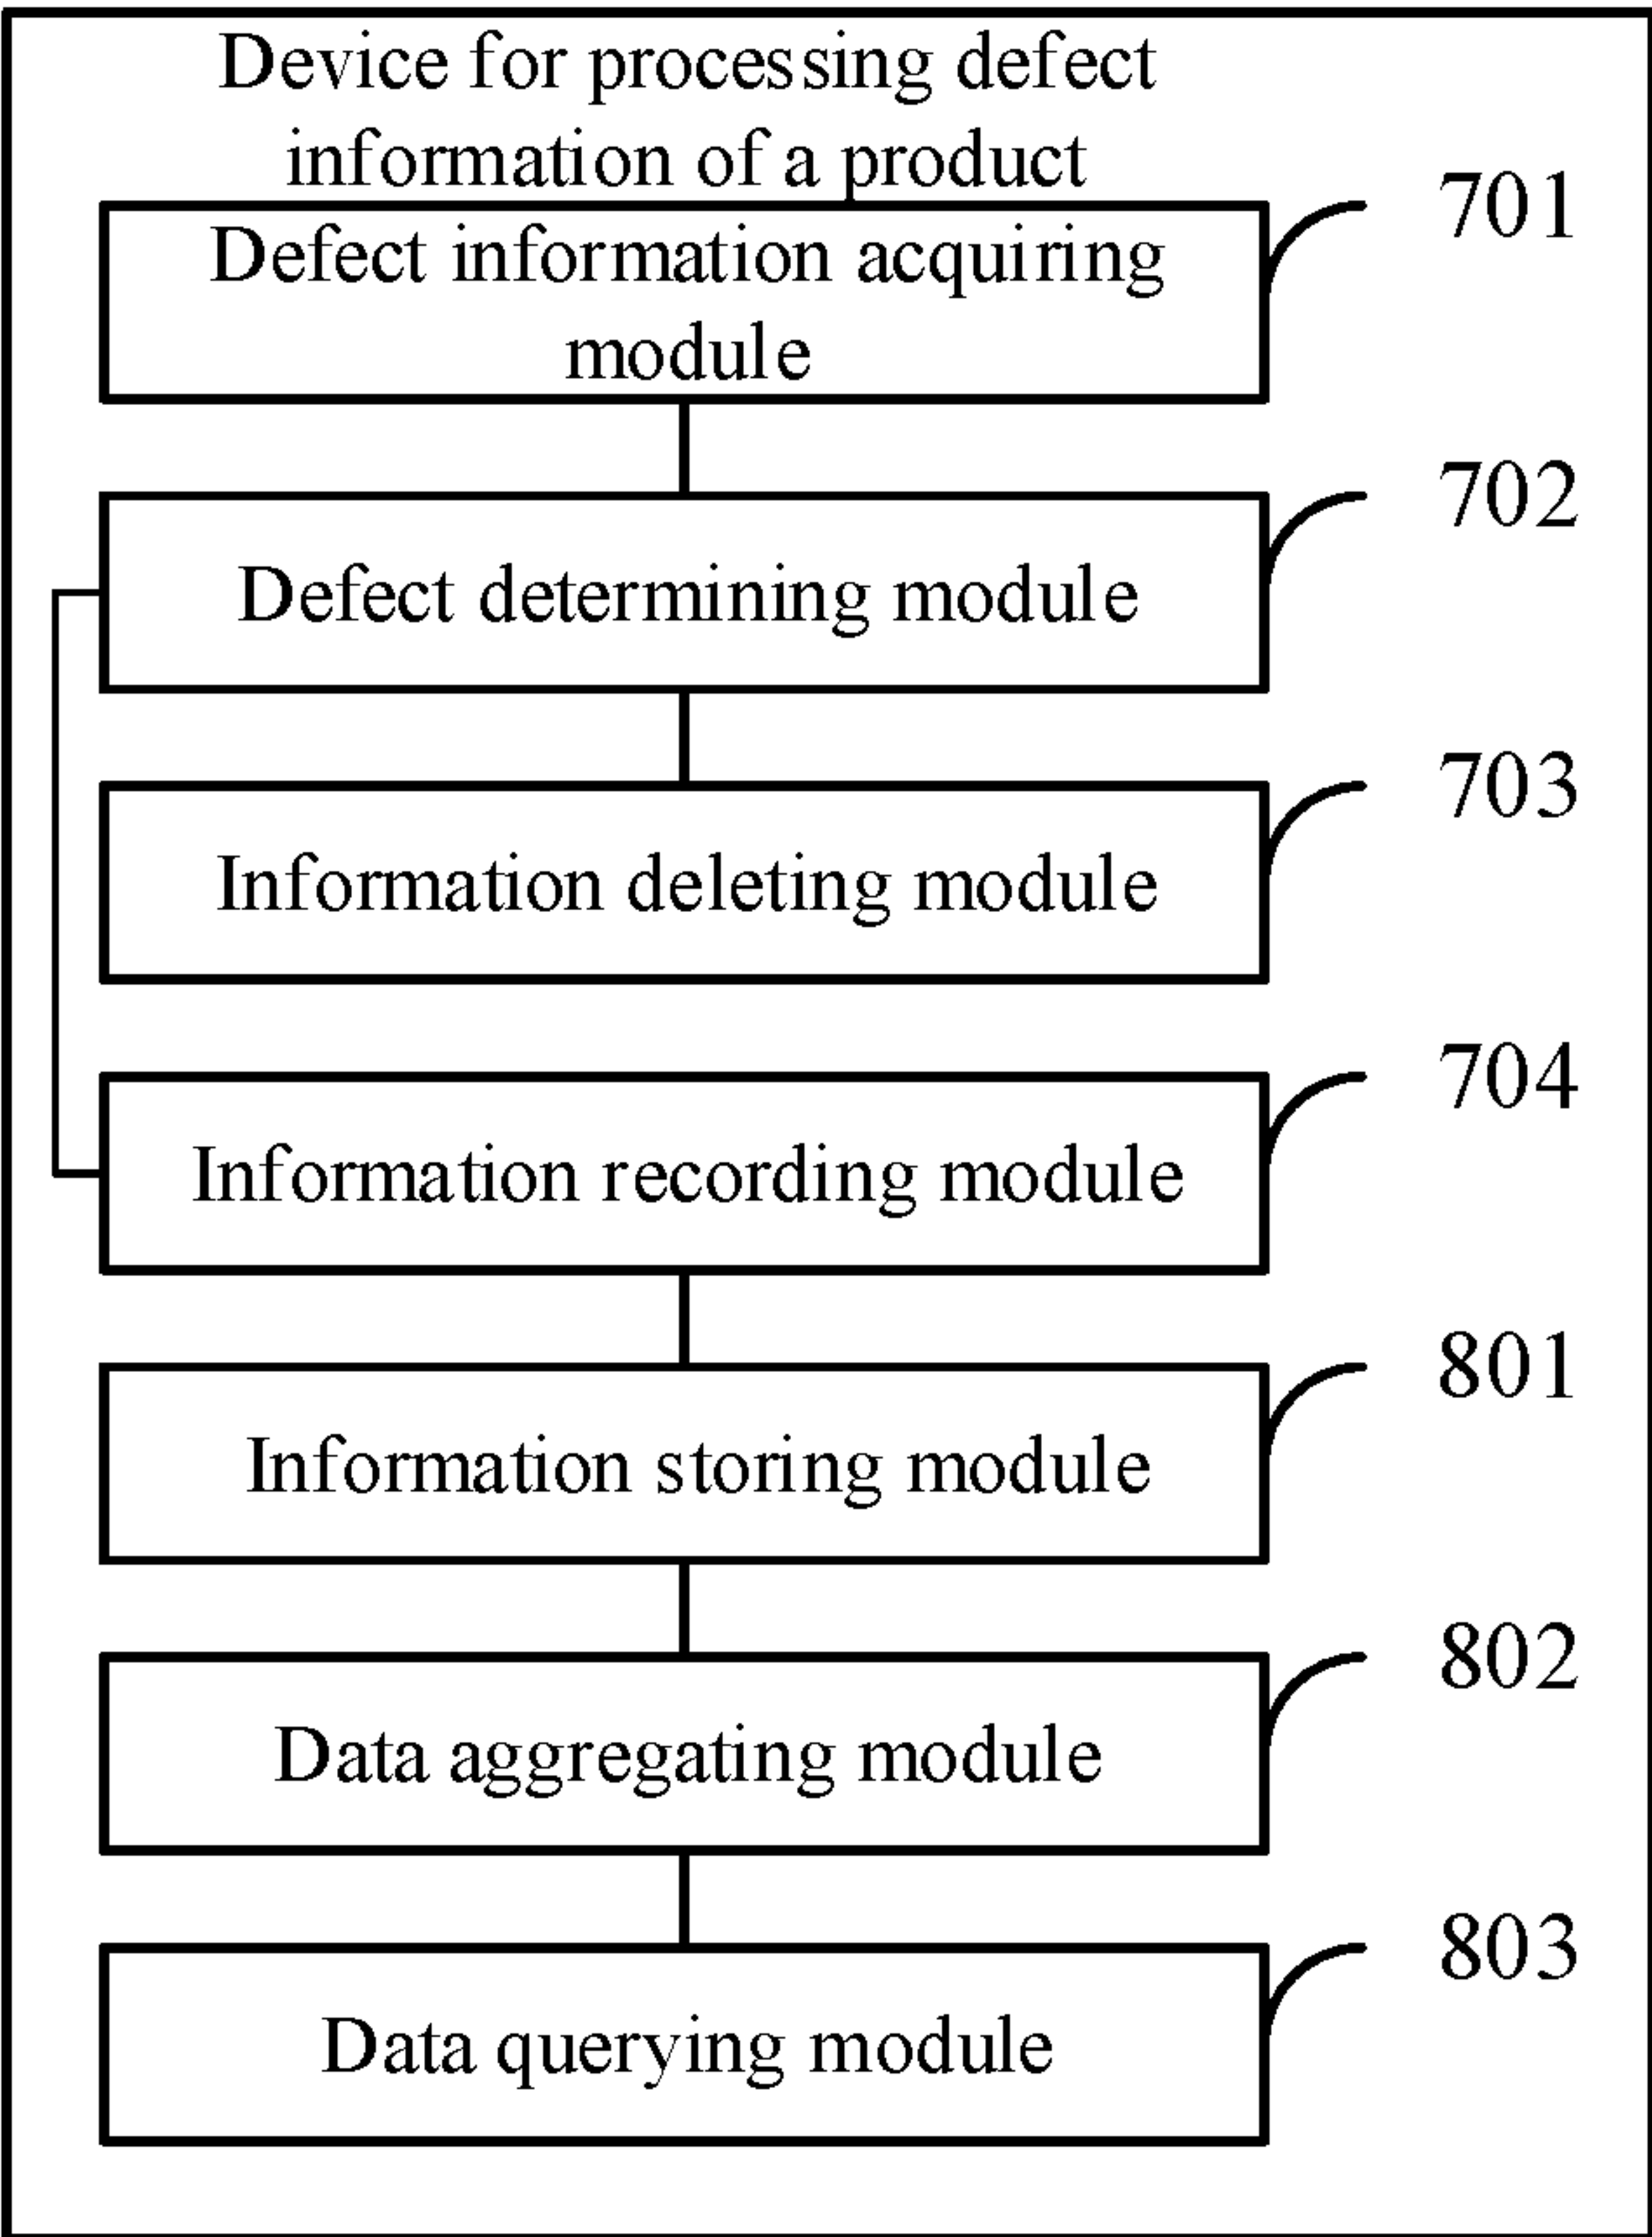 Device for processing defect
information of a product
Defect information acquiring
module
701
Defect determining module
702
Information deleting module
703
Information recording module
704
Information storing module
801
Data aggregating module
802
Data querying module
803